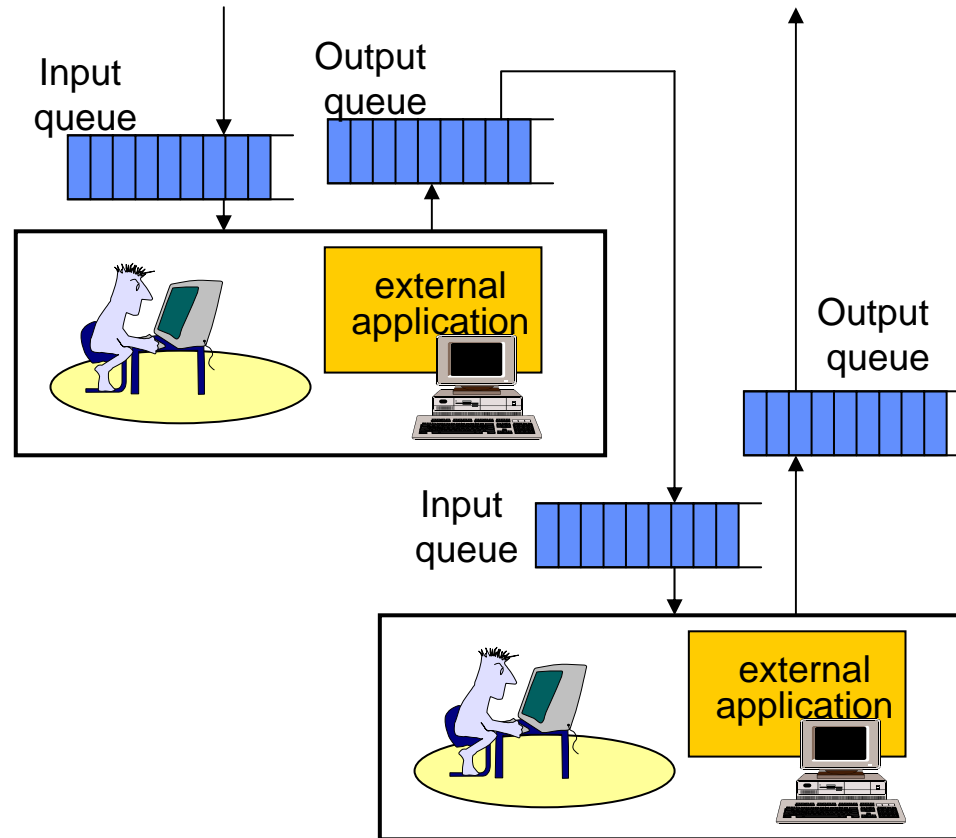 Input
queue
Output
queue
external
application
Output
queue
Input
queue
external
application